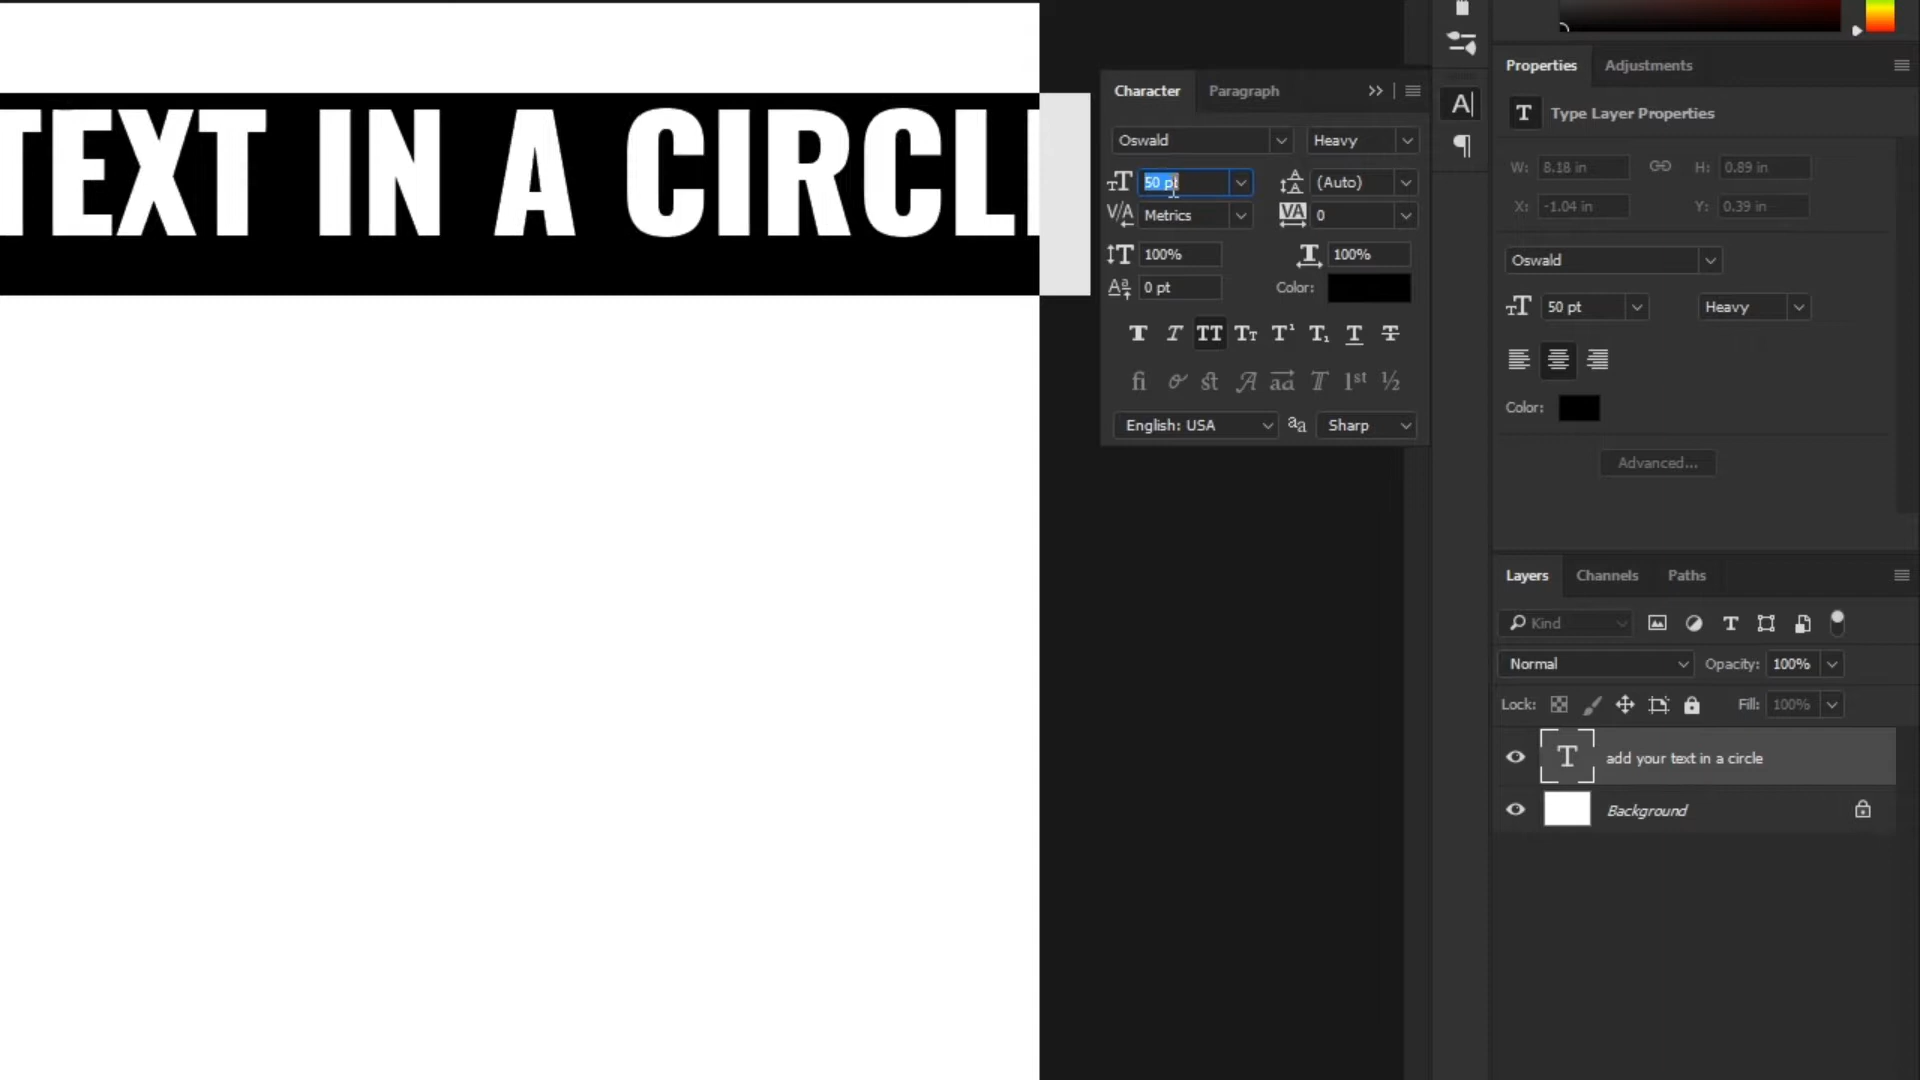 TEXT IN A CIRCL
Character Paragraph
Oswald Heavy
50 pt (Auto)
Metrics 0
100% 100%
0 pt Color:
English: USA Sharp
Properties Adjustments
Type Layer Properties
W: 8.18 in H: 0.89 in
X: -1.04 in Y: 0.39 in
Oswald
50 pt Heavy
Color:
Advanced...
Layers Channels Paths
Kind
Normal Opacity: 100%
Lock: Fill: 100%
add your text in a circle
Background